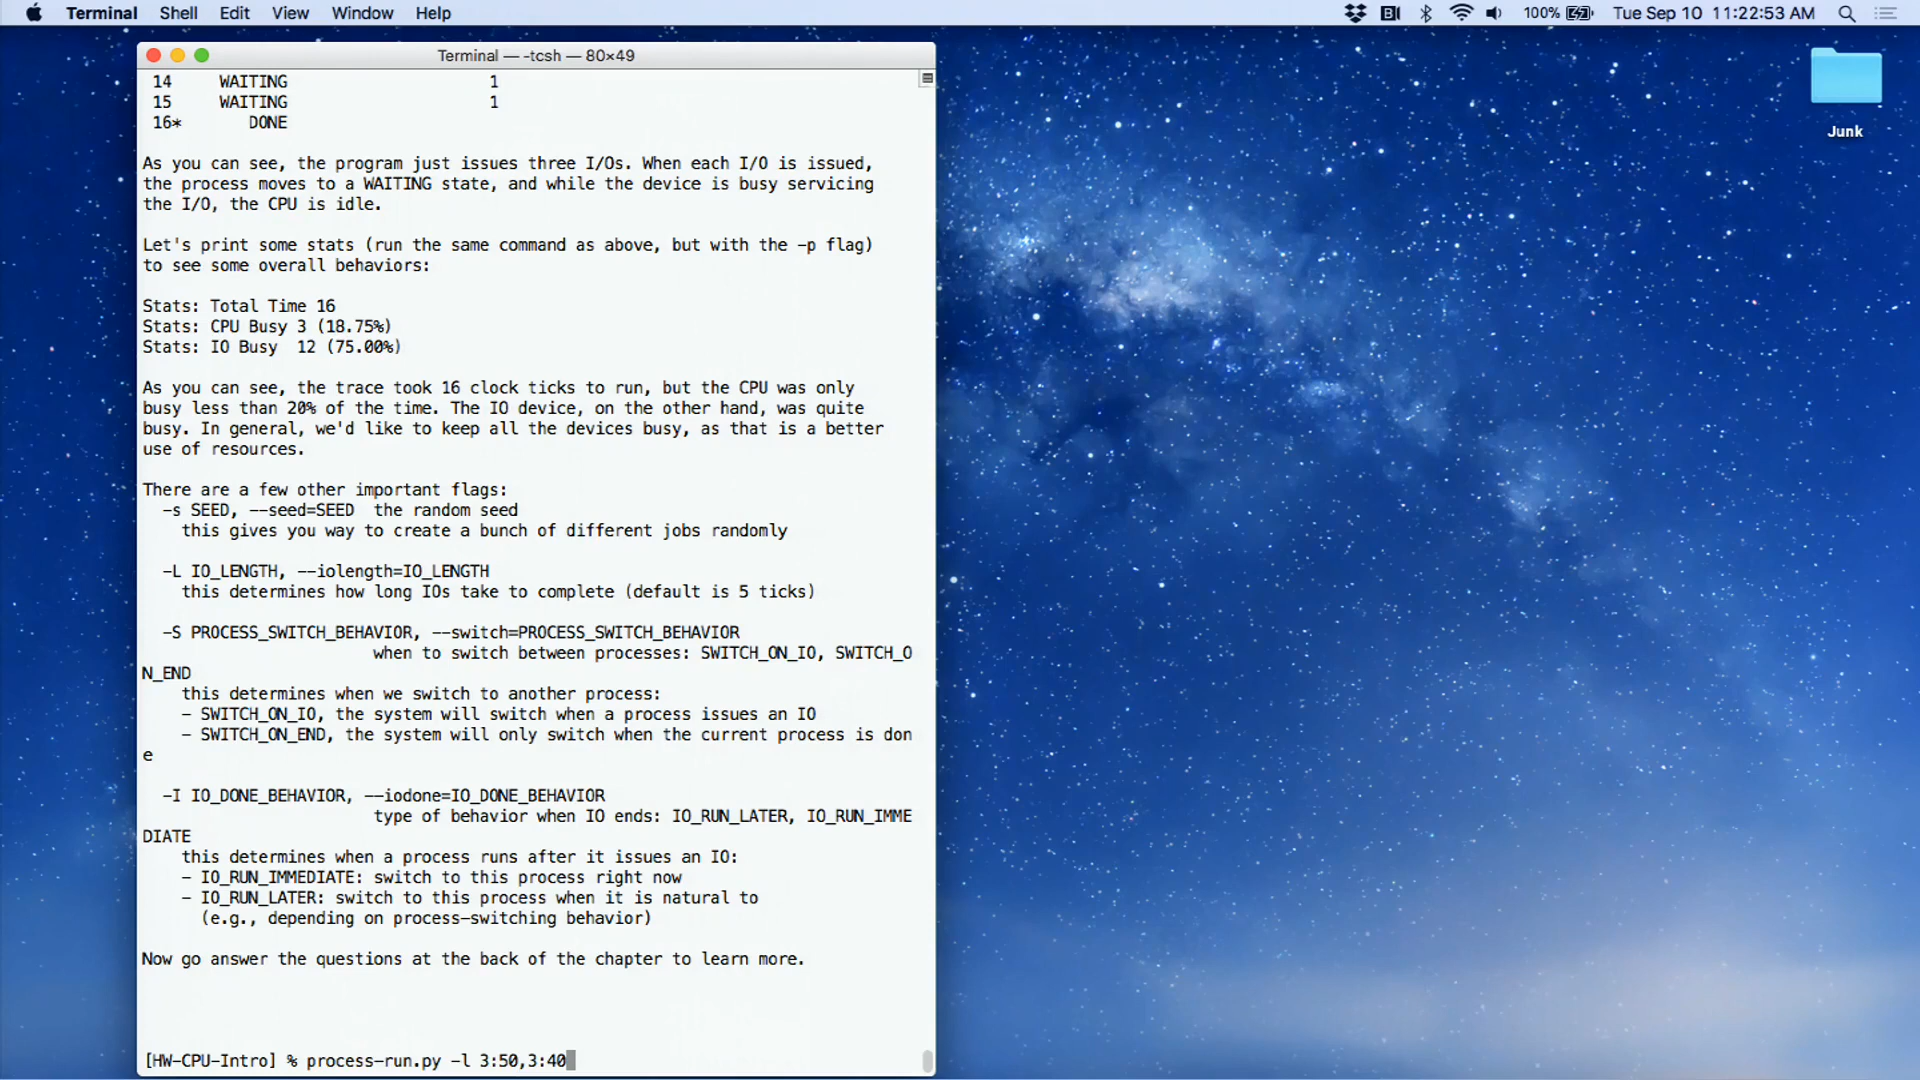 Terminal Shell Edit View Window Help 100% Tue Sep 10 11:22:53 AM
Terminal — -tcsh — 80×49
Junk
14 WAITING 1
15 WAITING 1
16* DONE
As you can see, the program just issues three I/Os. When each I/O is issued,
the process moves to a WAITING state, and while the device is busy servicing
the I/O, the CPU is idle.
Let's print some stats (run the same command as above, but with the -p flag)
to see some overall behaviors:
Stats: Total Time 16
Stats: CPU Busy 3 (18.75%)
Stats: IO Busy 12 (75.00%)
As you can see, the trace took 16 clock ticks to run, but the CPU was only
busy less than 20% of the time. The IO device, on the other hand, was quite
busy. In general, we'd like to keep all the devices busy, as that is a better
use of resources.
There are a few other important flags:
-s SEED, --seed=SEED the random seed
this gives you way to create a bunch of different jobs randomly
-L IO_LENGTH, --iolength=IO_LENGTH
this determines how long IOs take to complete (default is 5 ticks)
-S PROCESS_SWITCH_BEHAVIOR, --switch=PROCESS_SWITCH_BEHAVIOR
when to switch between processes: SWITCH_ON_IO, SWITCH_O
N_END
this determines when we switch to another process:
- SWITCH_ON_IO, the system will switch when a process issues an IO
- SWITCH_ON_END, the system will only switch when the current process is don
e
-I IO_DONE_BEHAVIOR, --iodone=IO_DONE_BEHAVIOR
type of behavior when IO ends: IO_RUN_LATER, IO_RUN_IMME
DIATE
this determines when a process runs after it issues an IO:
- IO_RUN_IMMEDIATE: switch to this process right now
- IO_RUN_LATER: switch to this process when it is natural to
(e.g., depending on process-switching behavior)
Now go answer the questions at the back of the chapter to learn more.
[HW-CPU-Intro] % process-run.py -l 3:50,3:40